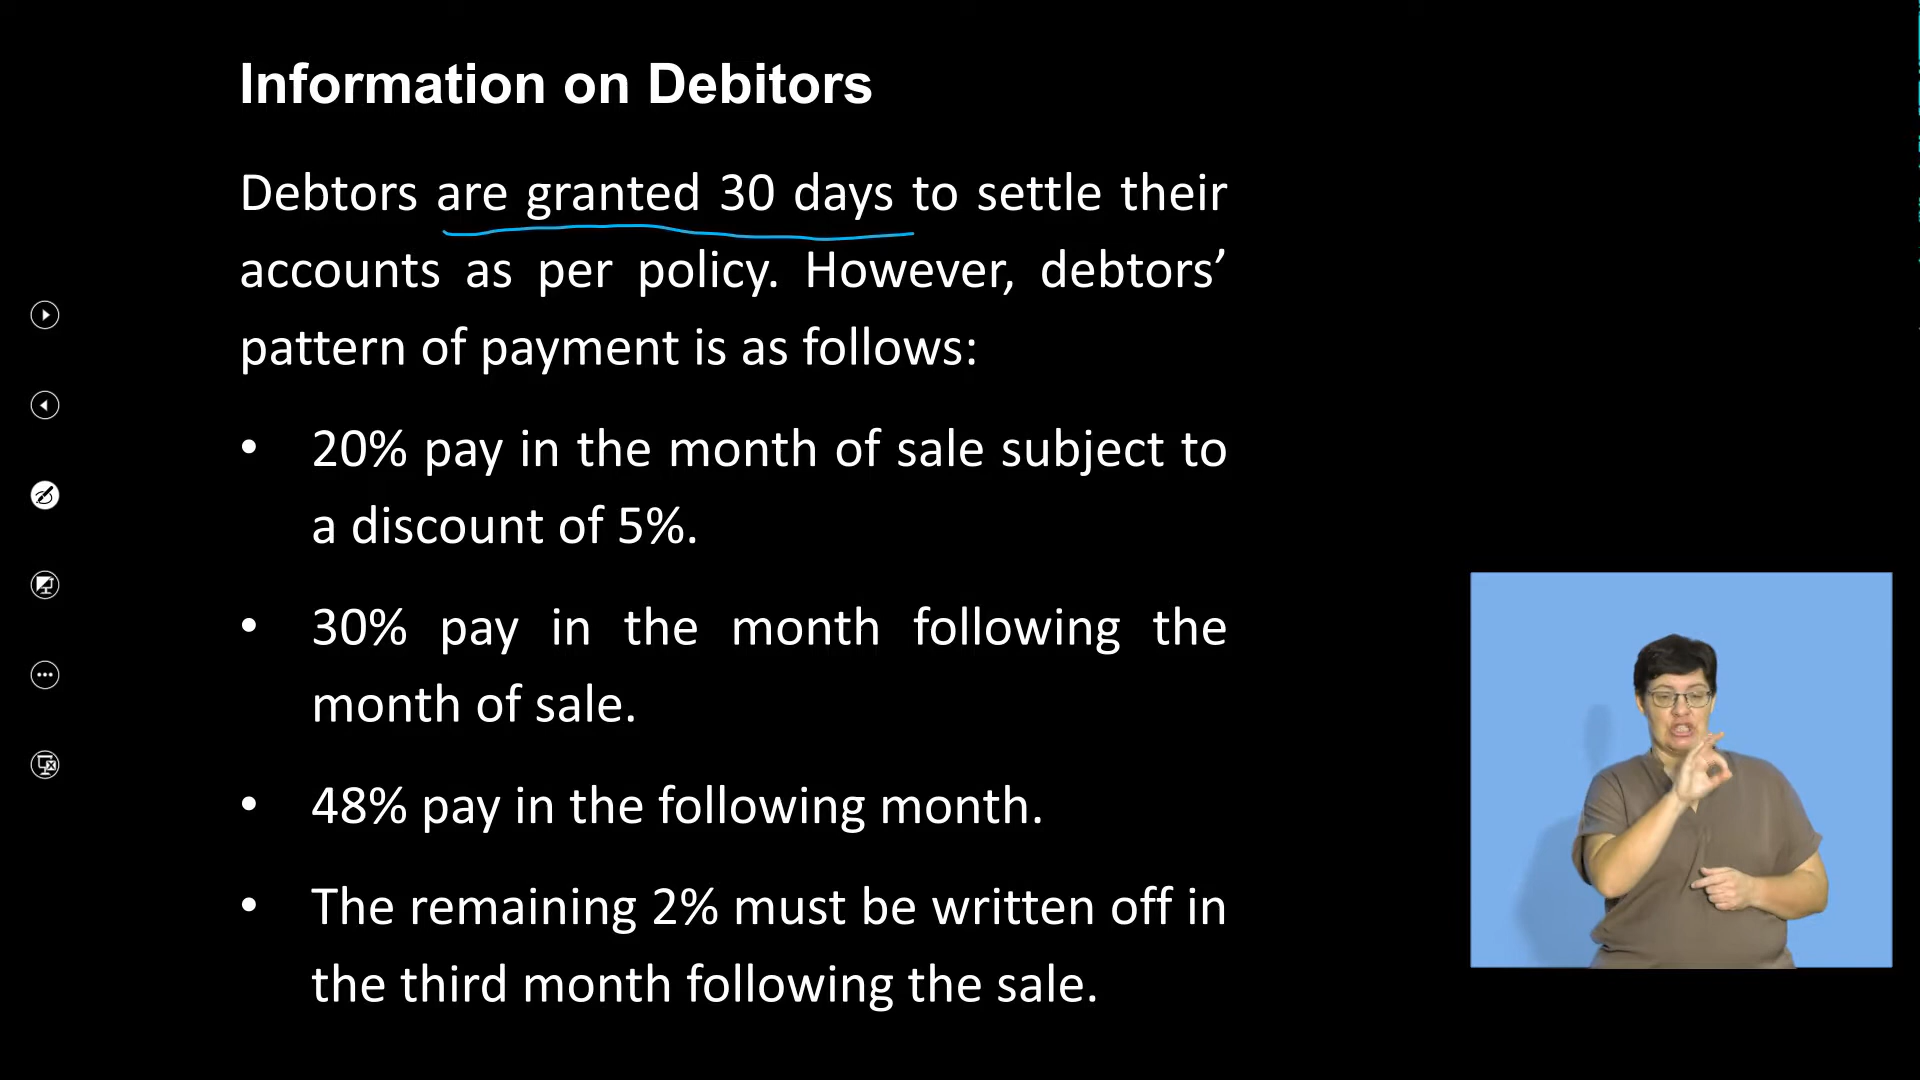 Information on Debitors
Debtors are granted 30 days to settle their
accounts as per policy. However, debtors’
pattern of payment is as follows:
• 20% pay in the month of sale subject to
a discount of 5%.
• 30% pay in the month following the
month of sale.
• 48% pay in the following month.
• The remaining 2% must be written off in
the third month following the sale.